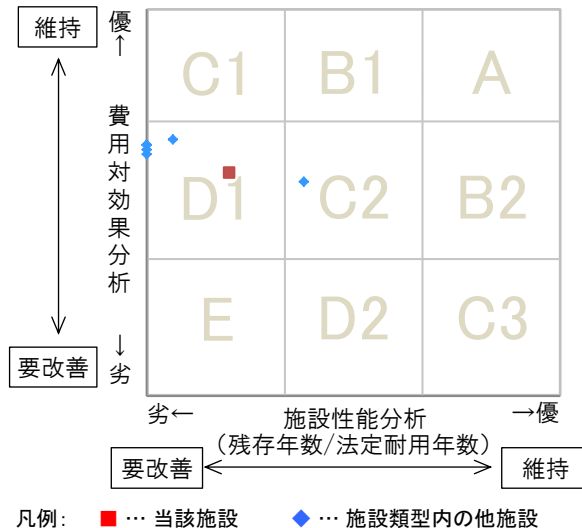 維持
優←
C1 B1 A
費用対効果分析
D1 C2 B2
E D2 C3
要改善
↓劣
劣← 施設性能分析 →優
（残存年数/法定耐用年数）
要改善 維持
凡例: ■ … 当該施設 ◆ … 施設類型内の他施設